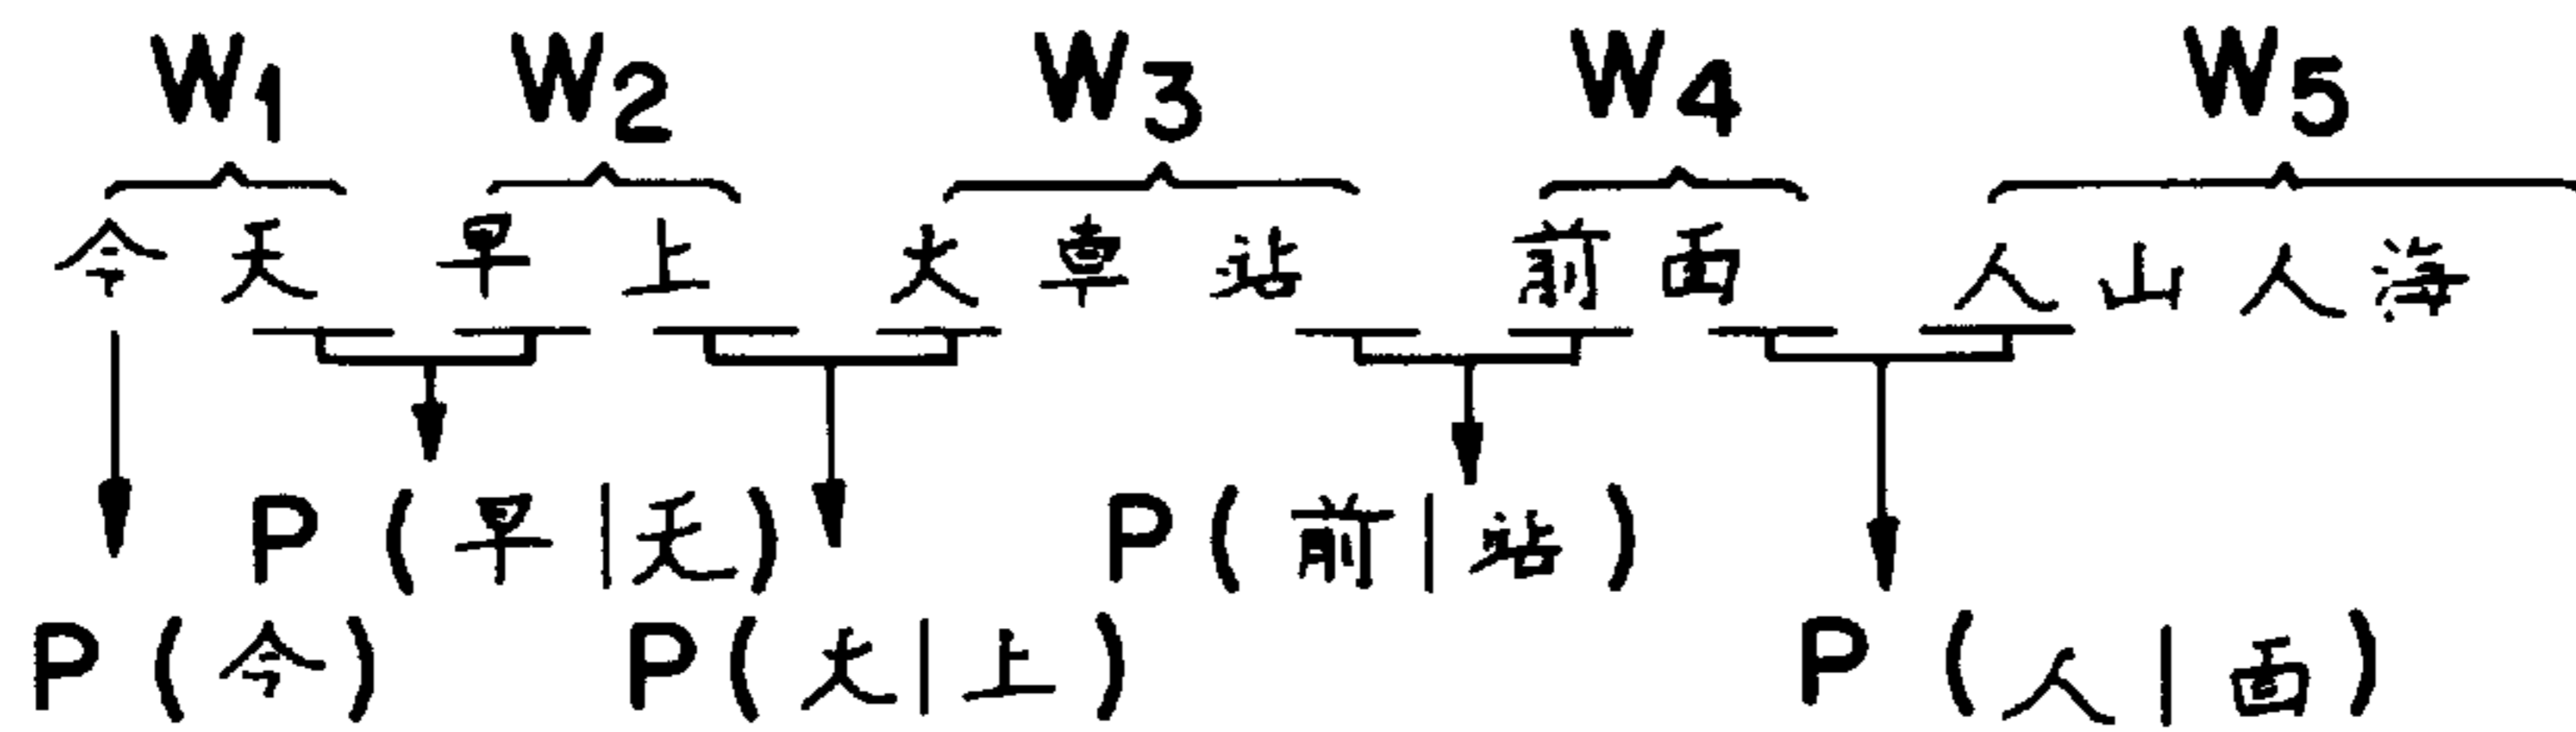 W1 W2 W3 W4 W5
今天 早上 火車站 前面 人山人海
P(早|天) P(前|站)
P(今) P(火|上) P(人|面)